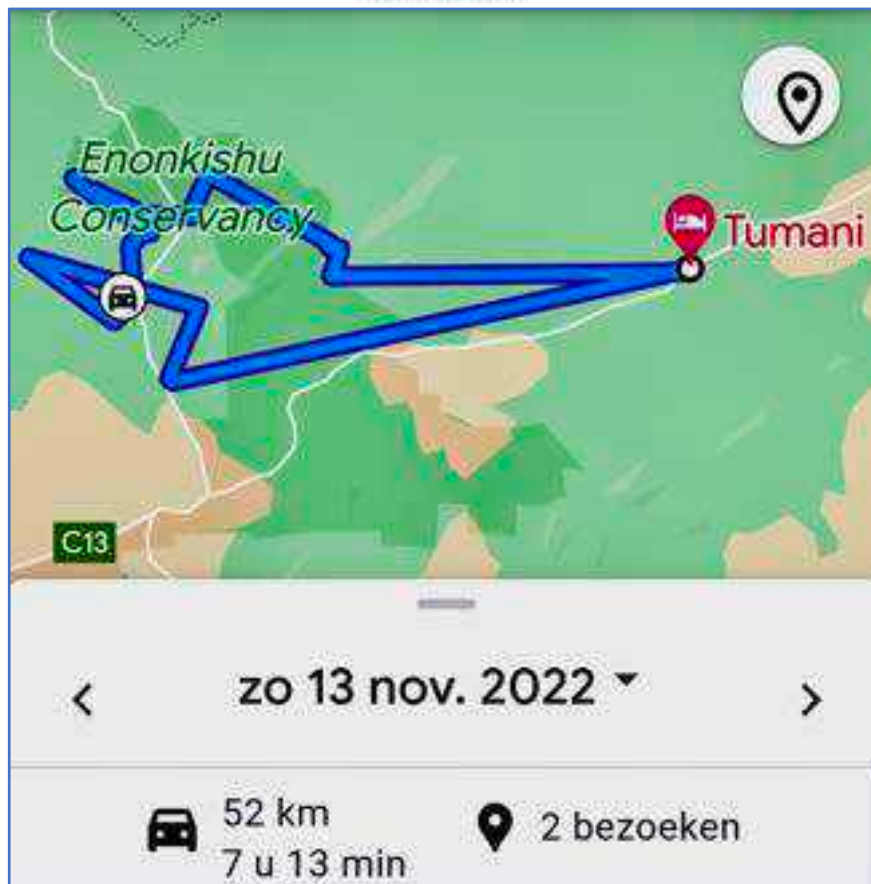 Enonkishu
Conservancy
Tumani
C13
zo 13 nov. 2022
52 km
7 u 13 min
2 bezoeken